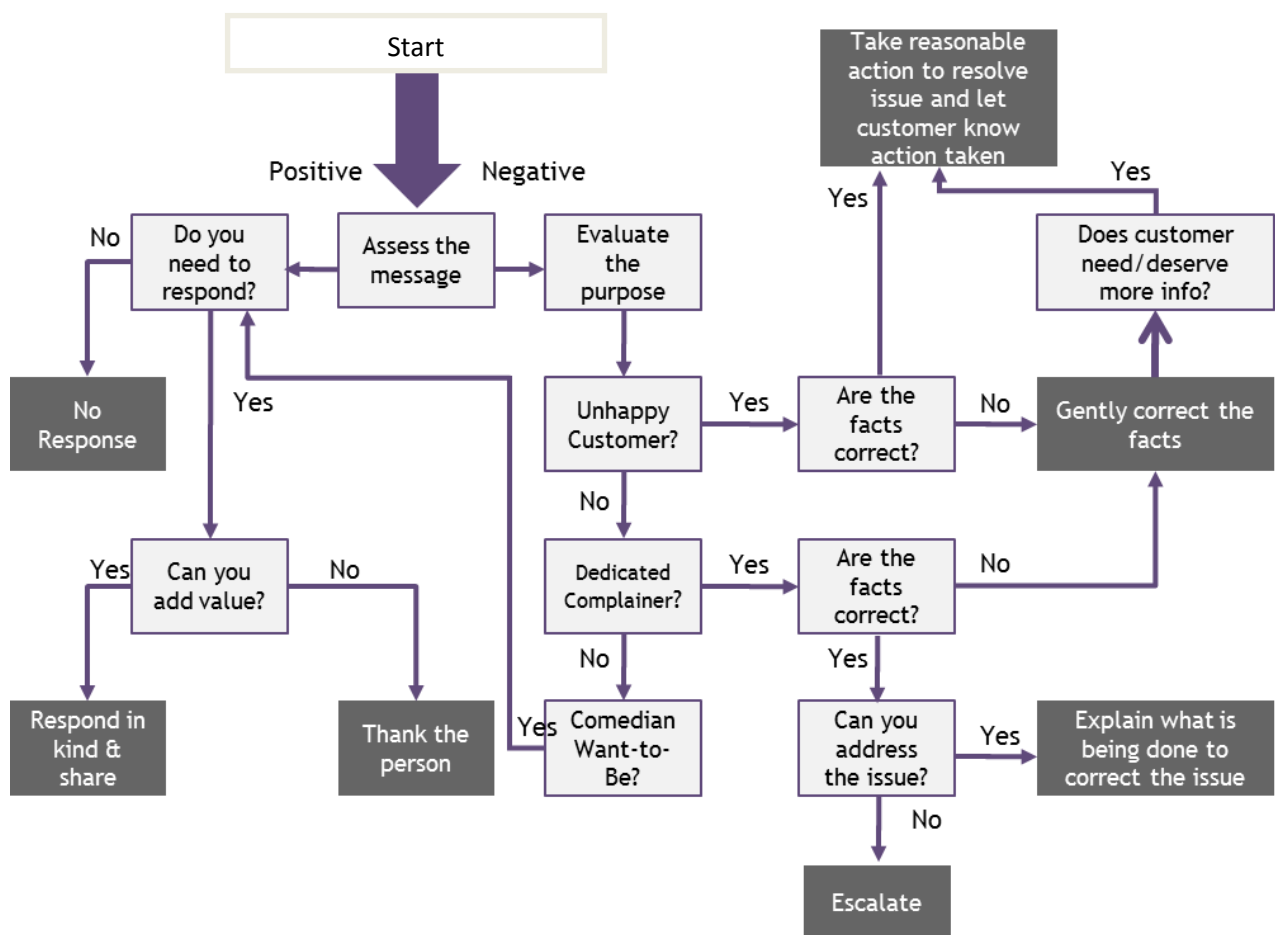 Start
Take reasonable
action to resolve
issue and let
customer know
action taken
Positive
Negative
Yes
Yes
No
Do you
need to
respond?
Assess the
message
Evaluate
the
purpose
Does customer
need/deserve
more info?
No
Response
Yes
Unhappy
Customer?
Yes
Are the
facts
correct?
No
Gently correct the
facts
No
Yes
Can you
add value?
No
Dedicated
Complainer?
Yes
Are the
facts
correct?
No
No
Yes
Respond in
kind &
share
Thank the
person
Yes
Comedian
Want-to-
Be?
Can you
address
the issue?
Yes
Explain what is
being done to
correct the issue
No
Escalate